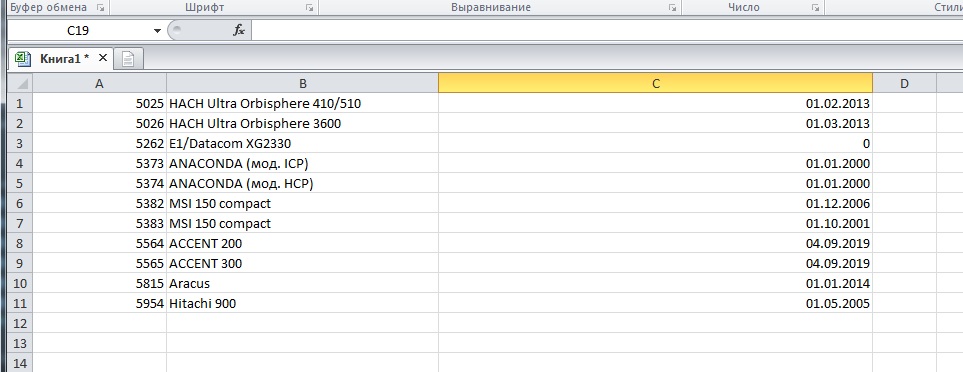 Буфер обмена Шрифт Выравнивание Число Стили
C19 fx
Книга1 *
A B C D
1 5025 HACH Ultra Orbisphere 410/510 01.02.2013
2 5026 HACH Ultra Orbisphere 3600 01.03.2013
3 5262 E1/Datacom XG2330 0
4 5373 ANACONDA (мод. ICP) 01.01.2000
5 5374 ANACONDA (мод. HCP) 01.01.2000
6 5382 MSI 150 compact 01.12.2006
7 5383 MSI 150 compact 01.10.2001
8 5564 ACCENT 200 04.09.2019
9 5565 ACCENT 300 04.09.2019
10 5815 Aracus 01.01.2014
11 5954 Hitachi 900 01.05.2005
12
13
14